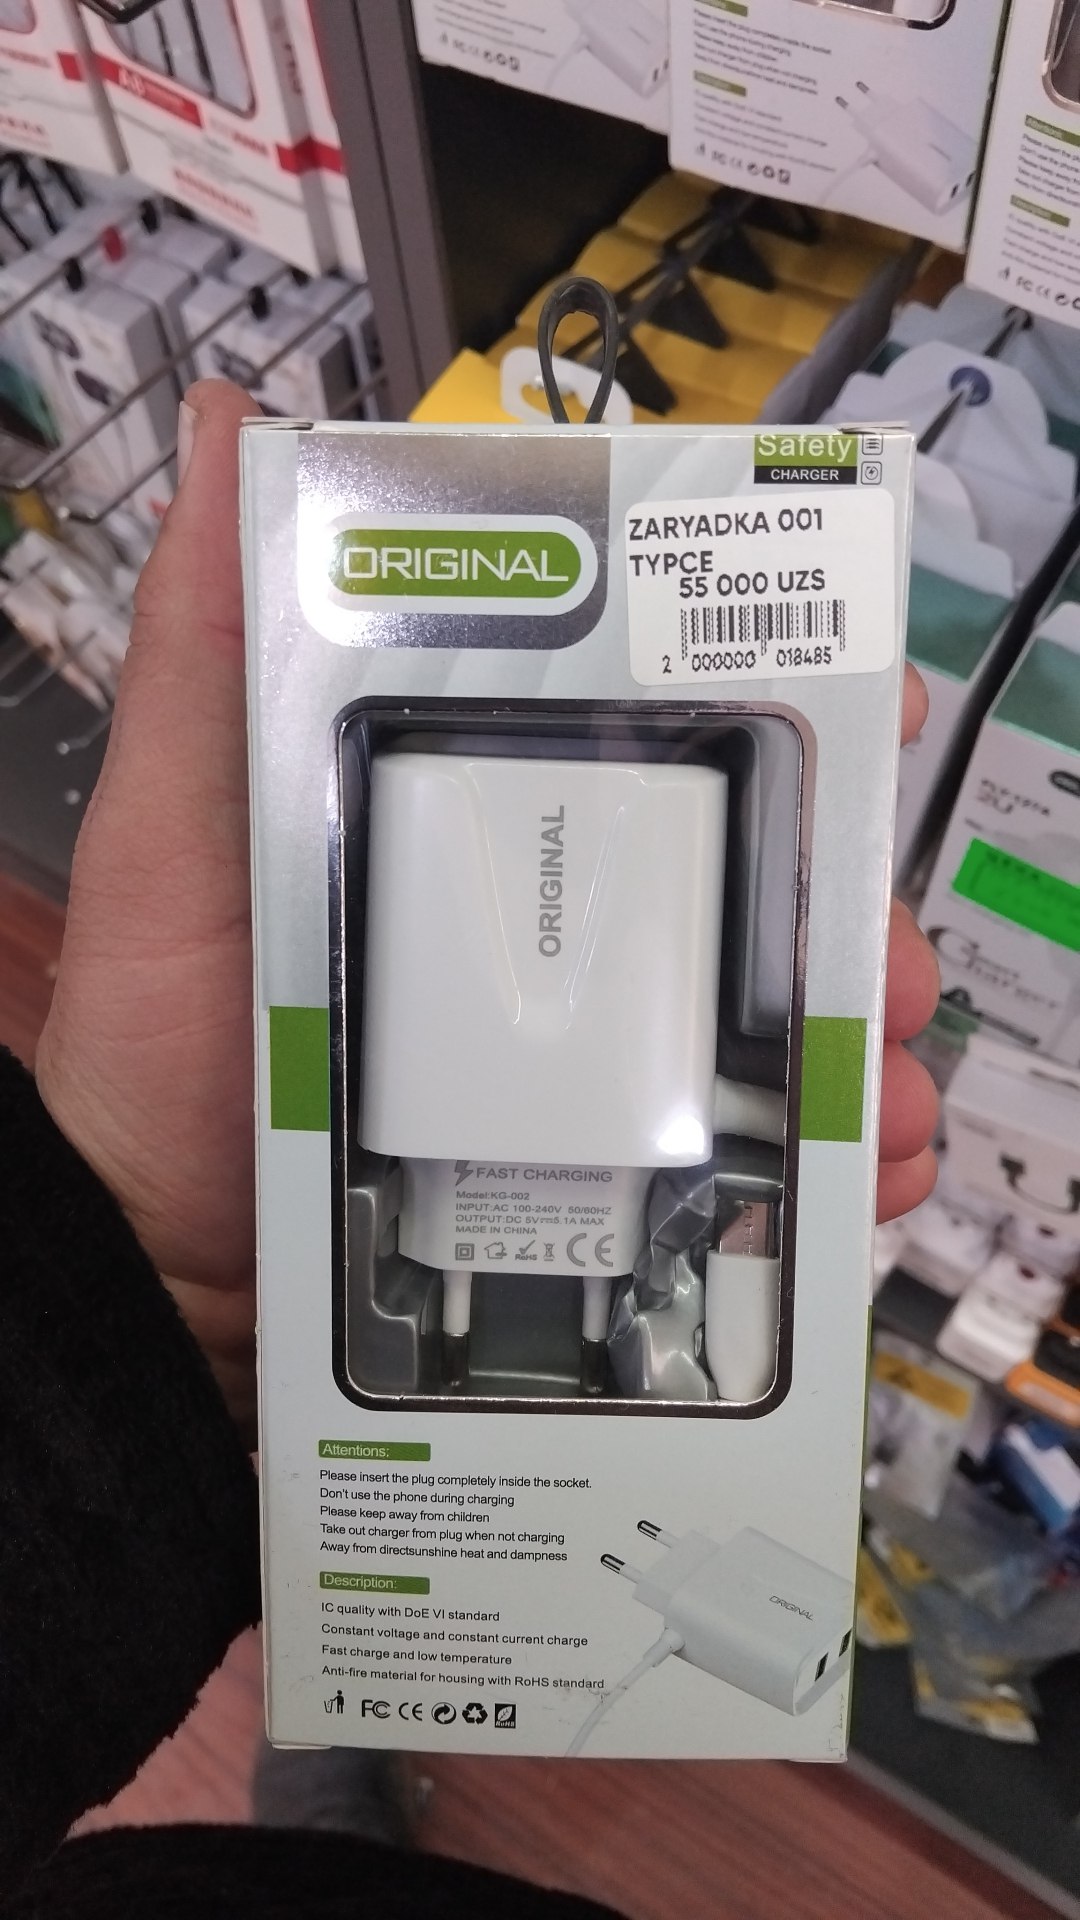 Safety
CHARGER
ORIGINAL
ZARYADKA 001
TYPCE
55 000 UZS
2 000000 018485
ORIGINAL
FAST CHARGING
Model:KG-002
INPUT:AC 100-240V 50/60HZ
OUTPUT:DC 5V⎓5.1A MAX
MADE IN CHINA
RoHS CE
Attentions:
Please insert the plug completely inside the socket.
Don't use the phone during charging
Please keep away from children
Take out charger from plug when not charging
Away from directsunshine heat and dampness
Description:
IC quality with DoE VI standard
Constant voltage and constant current charge
Fast charge and low temperature
Anti-fire material for housing with RoHS standard
ORIGINAL
FC CE RoHS